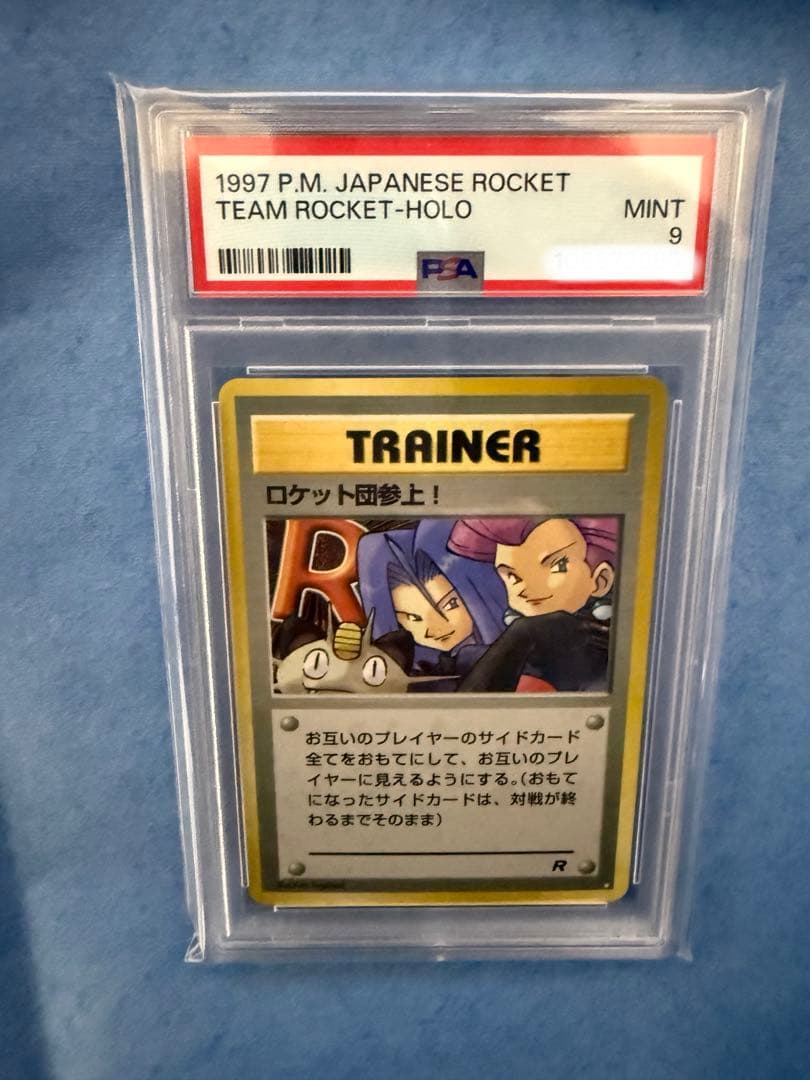 1997 P.M. JAPANESE ROCKET
TEAM ROCKET-HOLO MINT
9
PSA
TRAINER
ロケット団参上！
R
お互いのプレイヤーのサイドカード
全てをおもてにして、お互いのプレ
イヤーに見えるようにする。（おもて
になったサイドカードは、対戦が終
わるまでそのまま）
R